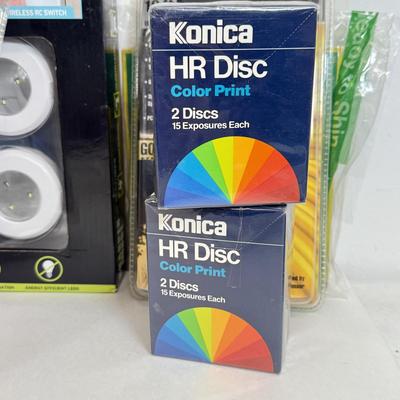 WIRELESS RC SWITCH
Konica
HR Disc
Color Print
2 Discs
15 Exposures Each
Konica
HR Disc
Color Print
2 Discs
15 Exposures Each
ENERGY EFFICIENT LEDS